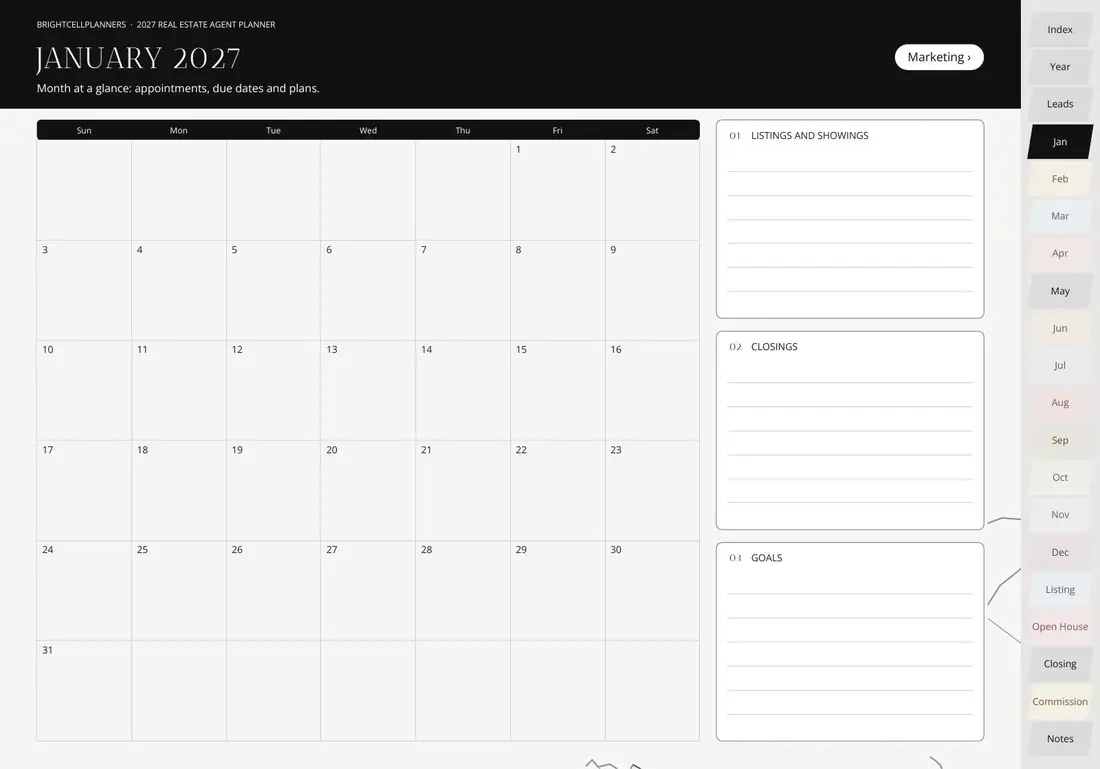 BRIGHTCELLPLANNERS · 2027 REAL ESTATE AGENT PLANNER
JANUARY 2027
Month at a glance: appointments, due dates and plans.
Marketing ›
Sun Mon Tue Wed Thu Fri Sat
1 2
3 4 5 6 7 8 9
10 11 12 13 14 15 16
17 18 19 20 21 22 23
24 25 26 27 28 29 30
31
01 LISTINGS AND SHOWINGS
02 CLOSINGS
03 GOALS
Index
Year
Leads
Jan
Feb
Mar
Apr
May
Jun
Jul
Aug
Sep
Oct
Nov
Dec
Listing
Open House
Closing
Commission
Notes